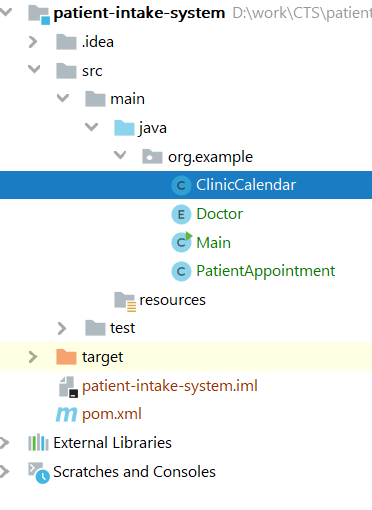 patient-intake-system D:\work\CTS\patient
.idea
src
main
java
org.example
C ClinicCalendar
E Doctor
C Main
C PatientAppointment
resources
test
target
patient-intake-system.iml
m pom.xml
External Libraries
Scratches and Consoles